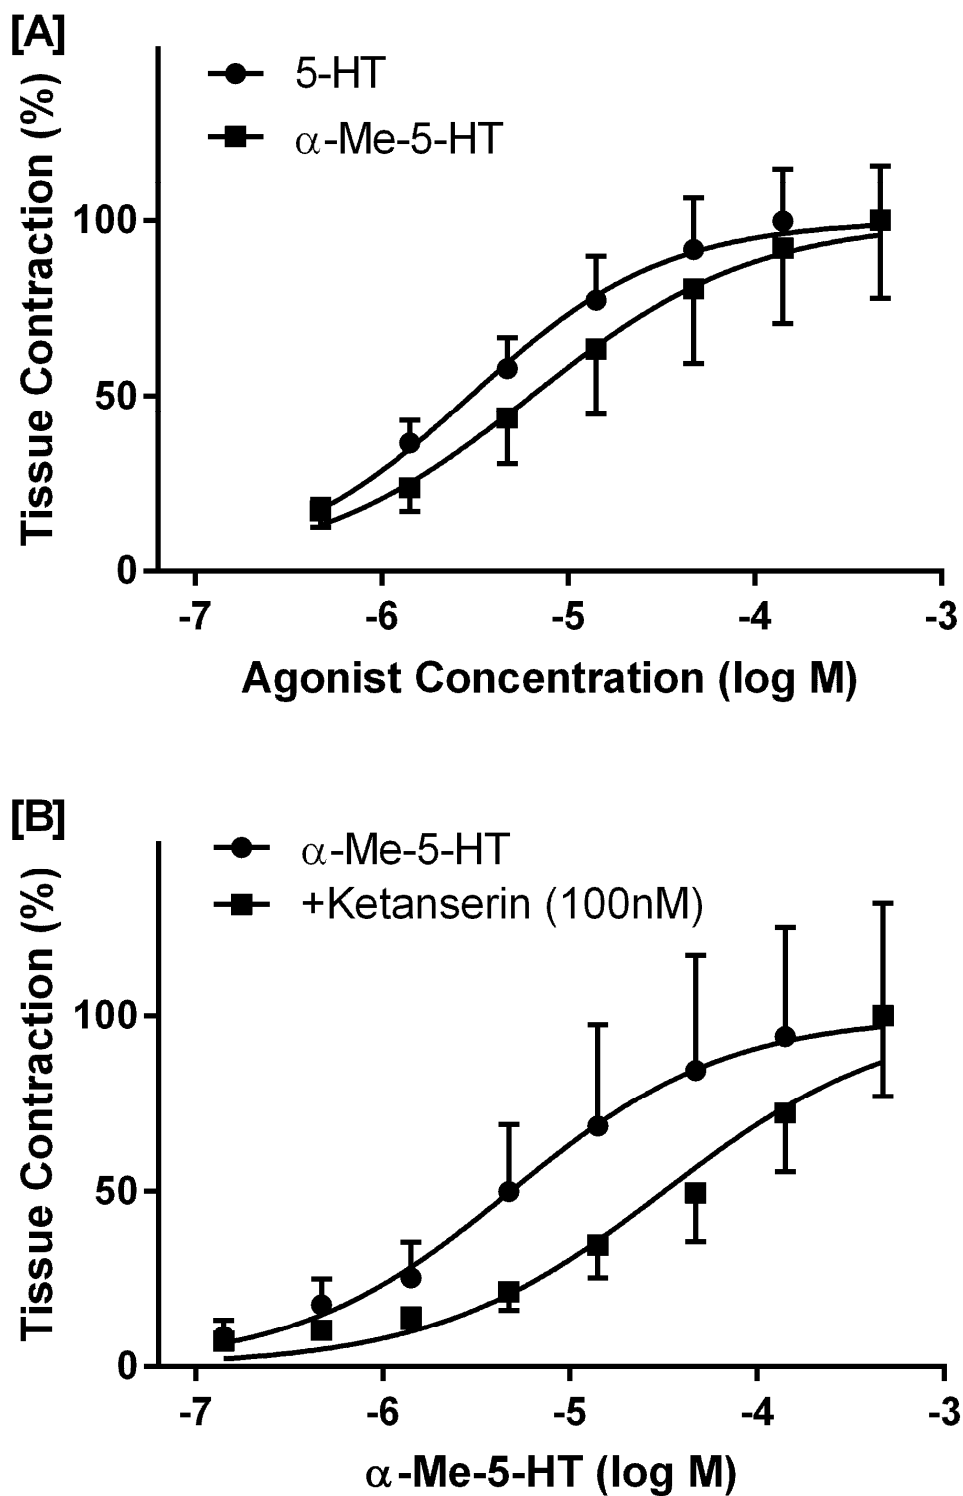 [A]
5-HT
α-Me-5-HT
Tissue Contraction (%)
100
50
0
-7 -6 -5 -4 -3
Agonist Concentration (log M)
[B]
α-Me-5-HT
+Ketanserin (100nM)
Tissue Contraction (%)
100
50
0
-7 -6 -5 -4 -3
α-Me-5-HT (log M)